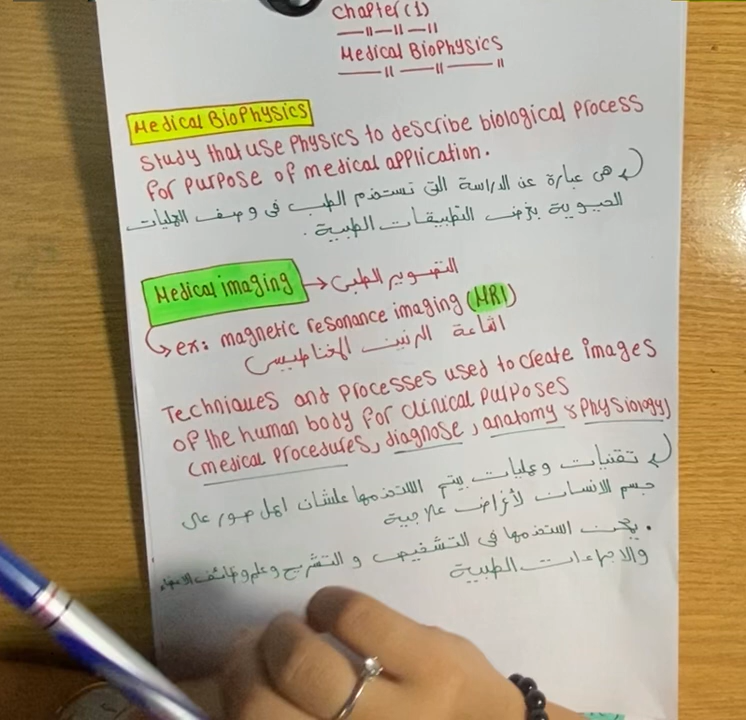 Chapter (1)
Medical BioPhysics
Medical BioPhysics
Study that use Physics to describe biological Process
for purpose of medical application.
هى عبارة عن الدراسة التى تستخدم الطب فى وصف العمليات
الحيوية بغرض التطبيقات الطبية .
Medical imaging → التصوير الطبى
ex: magnetic resonance imaging (MRI)
اشاعة الرنين المغناطيسى
Techniques and Processes used to create images
of the human body for clinical purposes
(medical Procedures, diagnose, anatomy & Physiology)
تقنيات وعمليات يتم استخدمها علشان اعمل صور على
جسم الانسان لأغراض علاجية
. يمكن استخدمها فى التشخيص و التشريح وعلم وظائف الاعضاء
والاجراءات الطبية